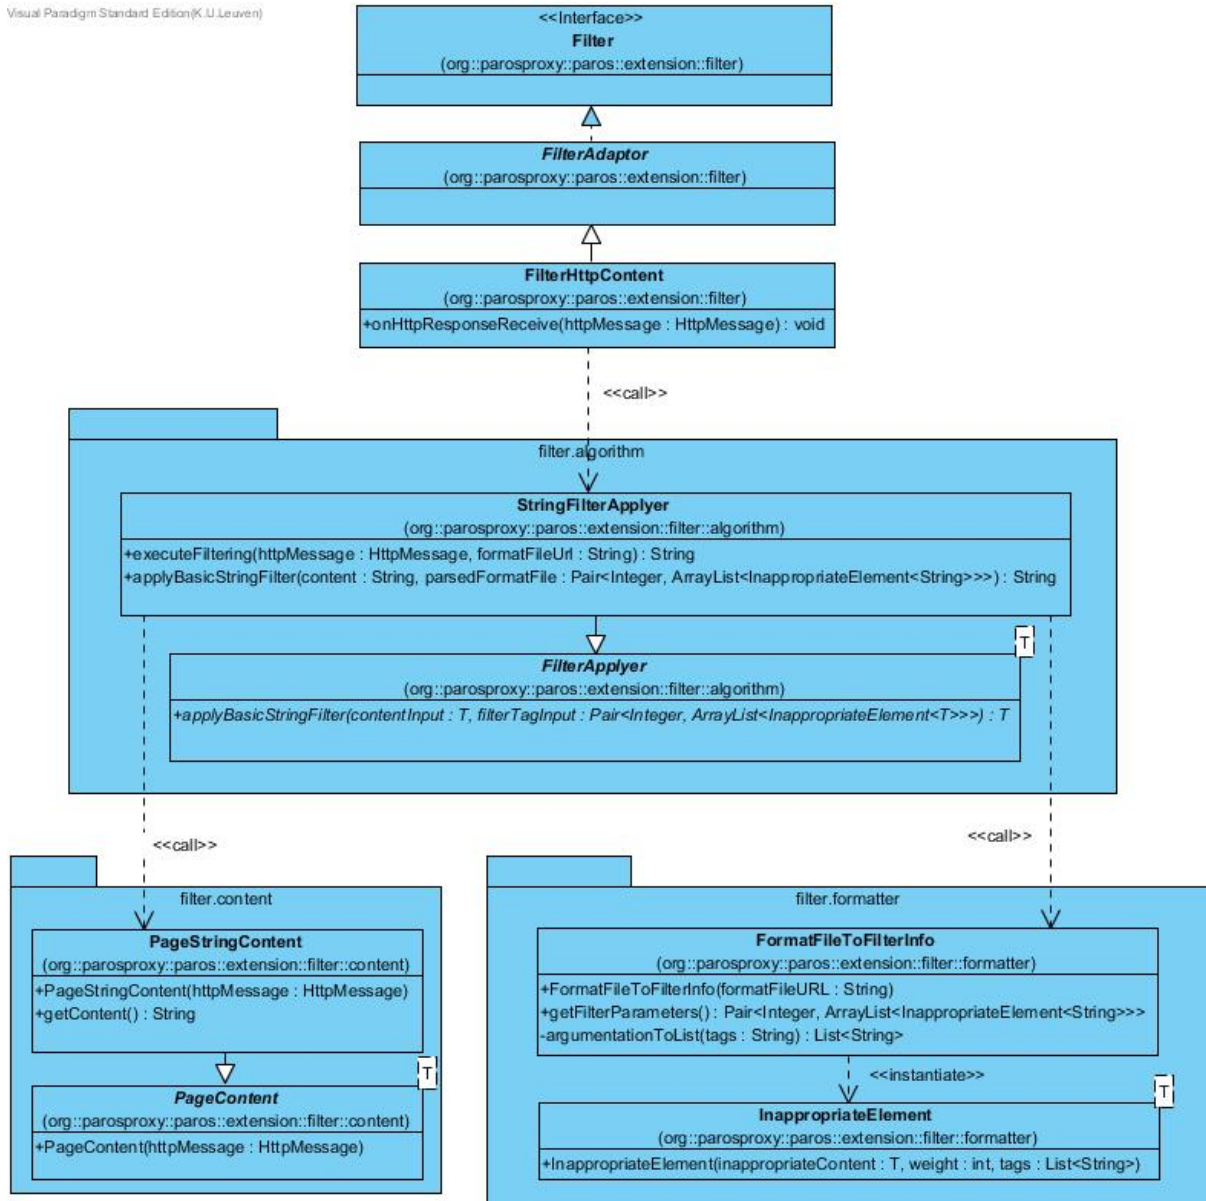 Visual Paradigm Standard Edition(K.U.Leuven)
<<Interface>>
Filter
(org::parosproxy::paros::extension::filter)
FilterAdaptor
(org::parosproxy::paros::extension::filter)
FilterHttpContent
(org::parosproxy::paros::extension::filter)
+onHttpResponseReceive(httpMessage : HttpMessage) : void
<<call>>
filter.algorithm
StringFilterApplyer
(org::parosproxy::paros::extension::filter::algorithm)
+executeFiltering(httpMessage : HttpMessage, formatFileUrl : String) : String
+applyBasicStringFilter(content : String, parsedFormatFile : Pair<Integer, ArrayList<InappropriateElement<String>>>) : String
T
FilterApplyer
(org::parosproxy::paros::extension::filter::algorithm)
+applyBasicStringFilter(contentInput : T, filterTagInput : Pair<Integer, ArrayList<InappropriateElement<T>>>) : T
<<call>>
<<call>>
filter.content
PageStringContent
(org::parosproxy::paros::extension::filter::content)
+PageStringContent(httpMessage : HttpMessage)
+getContent() : String
T
PageContent
(org::parosproxy::paros::extension::filter::content)
+PageContent(httpMessage : HttpMessage)
filter.formatter
FormatFileToFilterInfo
(org::parosproxy::paros::extension::filter::formatter)
+FormatFileToFilterInfo(formatFileURL : String)
+getFilterParameters() : Pair<Integer, ArrayList<InappropriateElement<String>>>
-argumentationToList(tags : String) : List<String>
<<instantiate>>
T
InappropriateElement
(org::parosproxy::paros::extension::filter::formatter)
+InappropriateElement(inappropriateContent : T, weight : int, tags : List<String>)